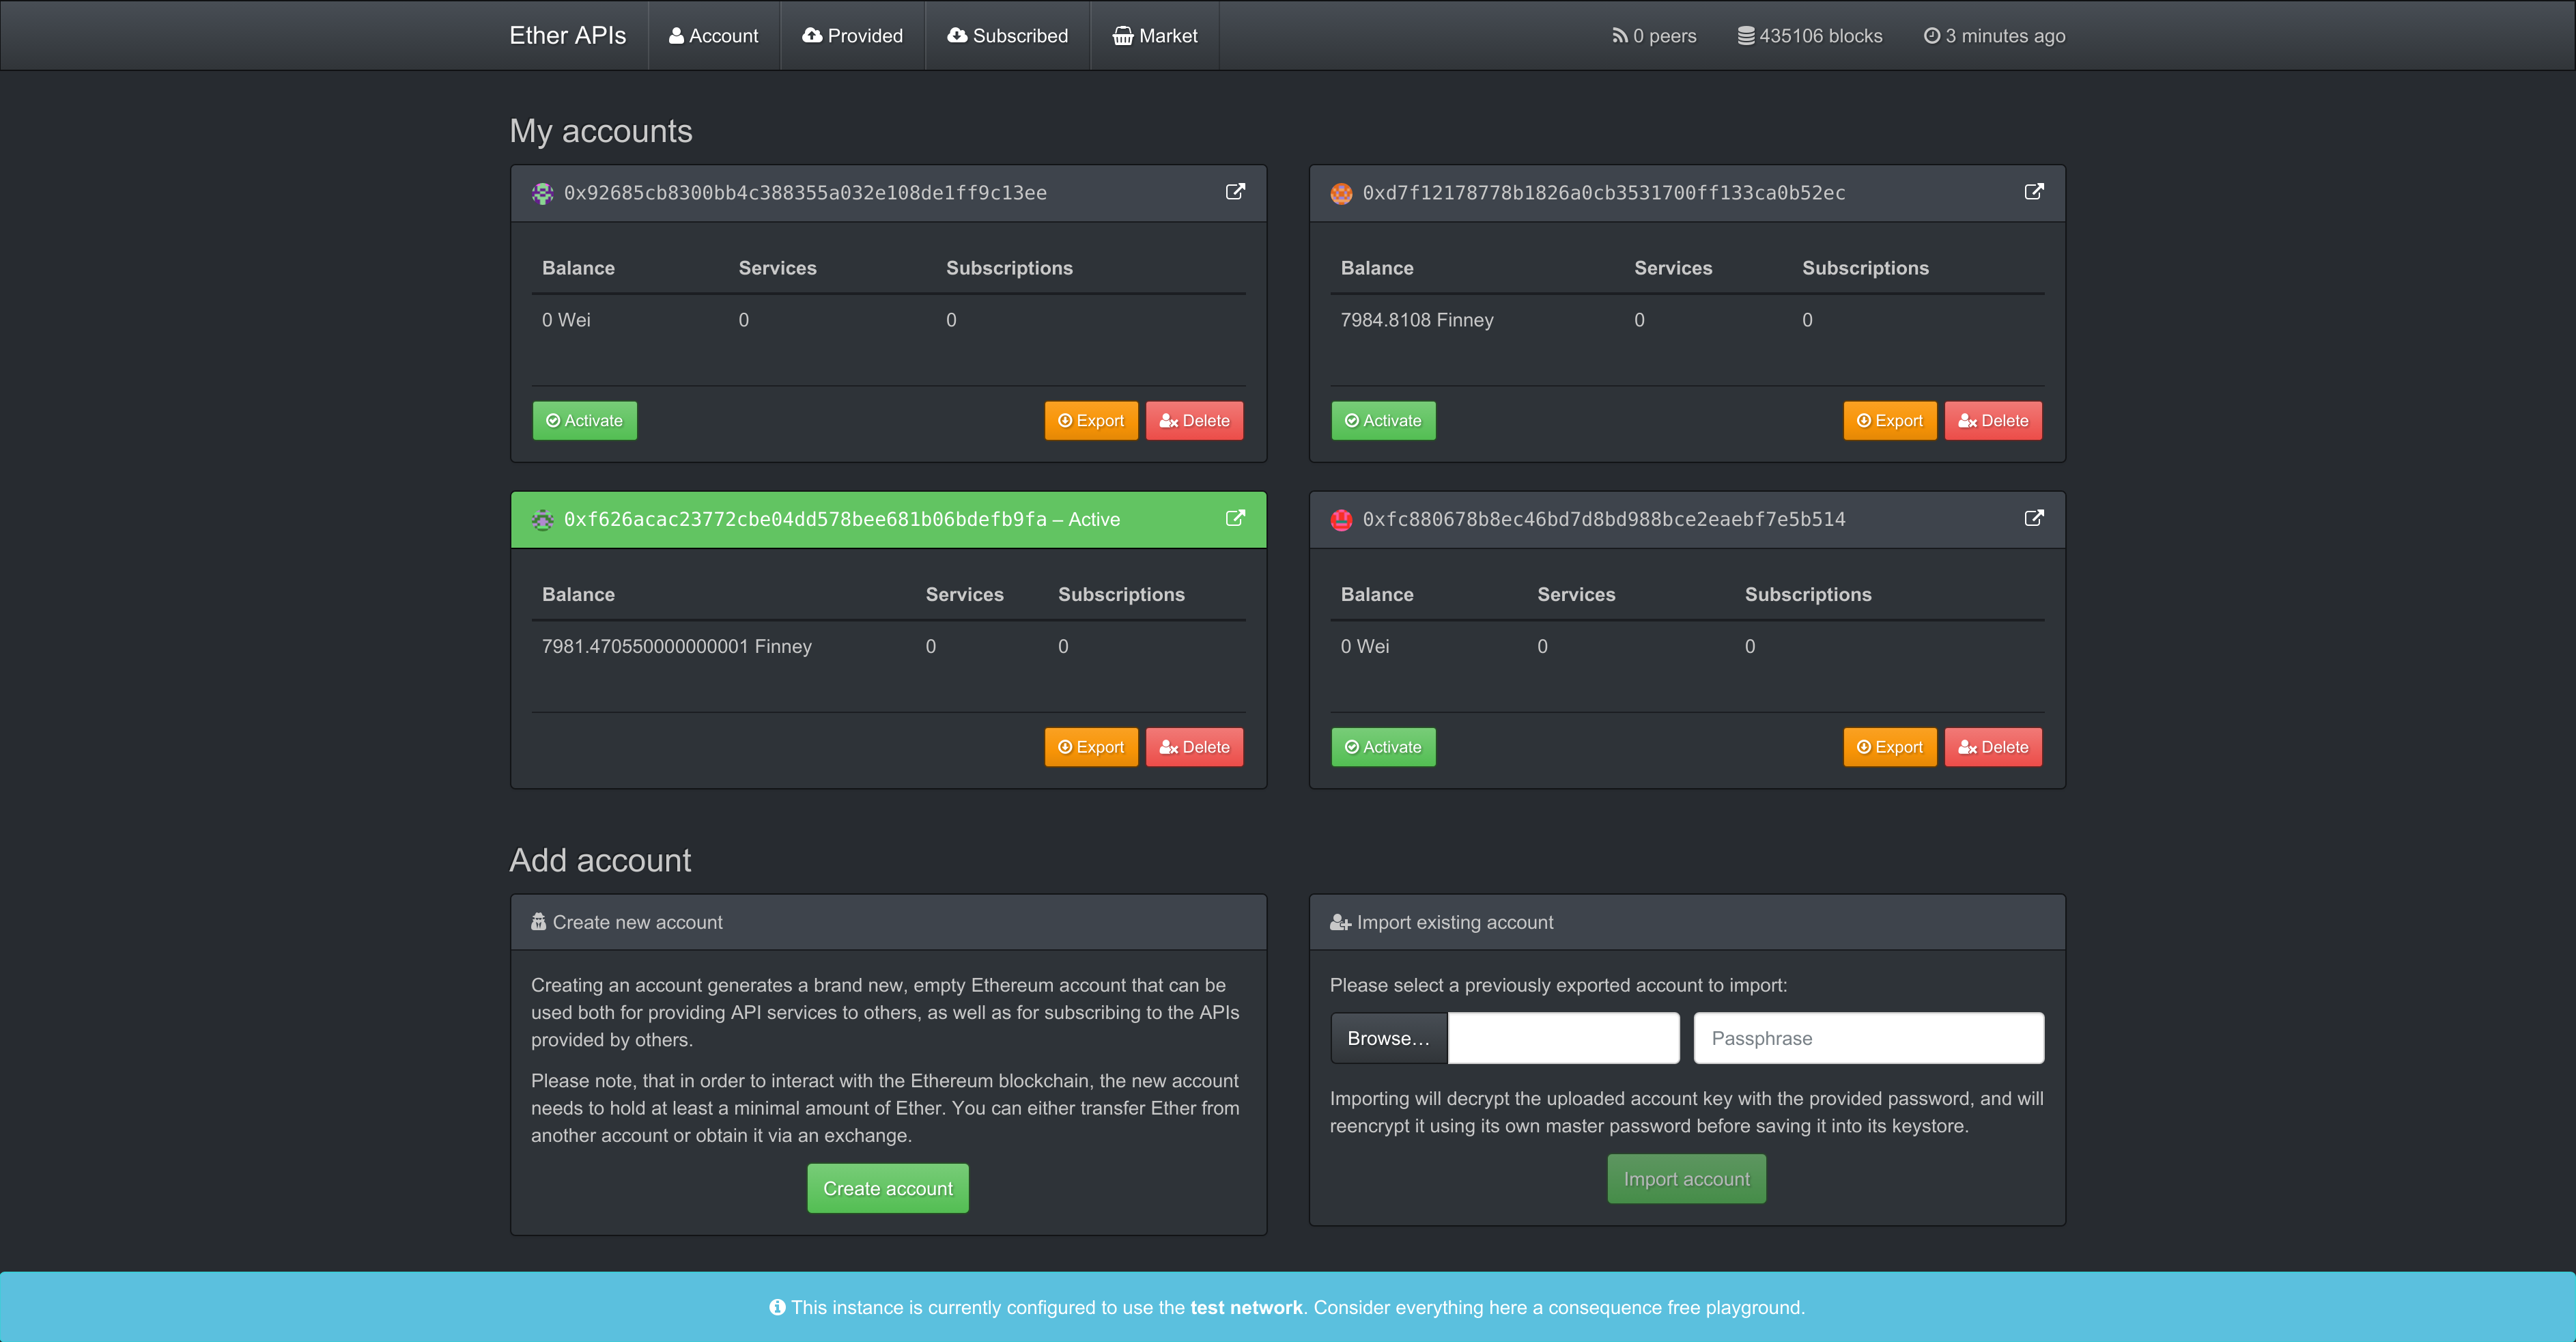 Ether APIs
Account
Provided
Subscribed
Market
0 peers
435106 blocks
3 minutes ago
My accounts
0x92685cb8300bb4c388355a032e108de1ff9c13ee
Balance Services Subscriptions
0 Wei 0 0
Activate Export Delete
0xd7f12178778b1826a0cb3531700ff133ca0b52ec
Balance Services Subscriptions
7984.8108 Finney 0 0
Activate Export Delete
0xf626acac23772cbe04dd578bee681b06bdefb9fa – Active
Balance Services Subscriptions
7981.470550000000001 Finney 0 0
Export Delete
0xfc880678b8ec46bd7d8bd988bce2eaebf7e5b514
Balance Services Subscriptions
0 Wei 0 0
Activate Export Delete
Add account
Create new account
Creating an account generates a brand new, empty Ethereum account that can be
used both for providing API services to others, as well as for subscribing to the APIs
provided by others.
Please note, that in order to interact with the Ethereum blockchain, the new account
needs to hold at least a minimal amount of Ether. You can either transfer Ether from
another account or obtain it via an exchange.
Create account
Import existing account
Please select a previously exported account to import:
Browse… Passphrase
Importing will decrypt the uploaded account key with the provided password, and will
reencrypt it using its own master password before saving it into its keystore.
Import account
This instance is currently configured to use the test network. Consider everything here a consequence free playground.